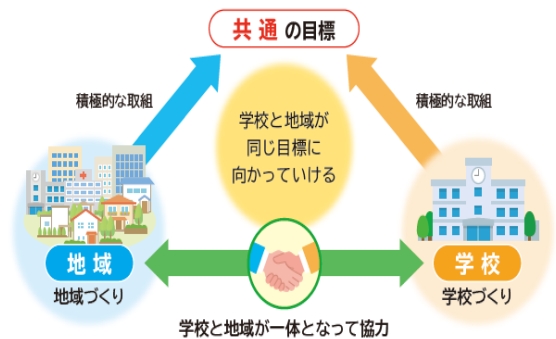 共通の目標
積極的な取組
積極的な取組
学校と地域が
同じ目標に
向かっていける
地域
地域づくり
学校
学校づくり
学校と地域が一体となって協力